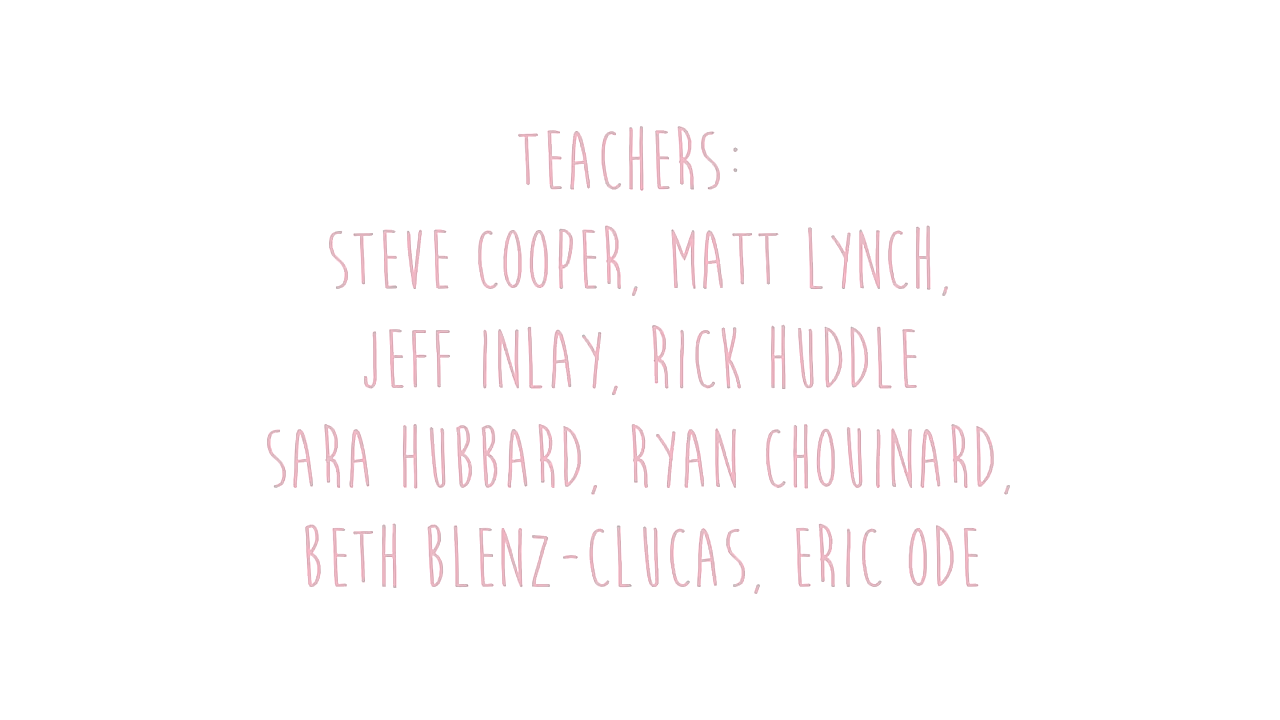 TEACHERS:
STEVE COOPER, MATT LYNCH,
JEFF INLAY, RICK HUDDLE
SARA HUBBARD, RYAN CHOUINARD,
BETH BLENZ-CLUCAS, ERIC ODE